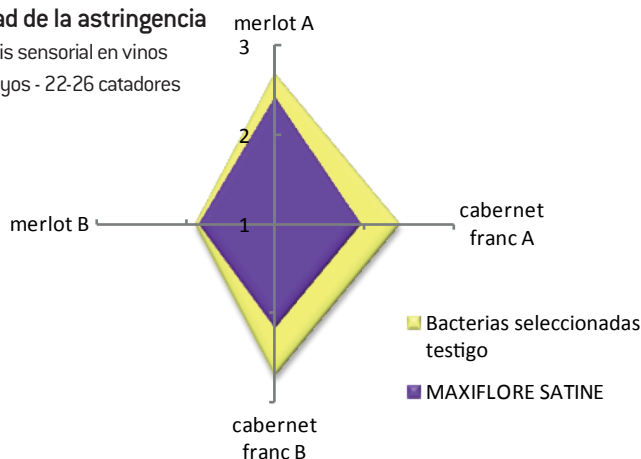 ad de la astringencia
is sensorial en vinos
yos - 22-26 catadores
merlot A
3
2
merlot B
1
cabernet
franc A
Bacterias seleccionadas
testigo
MAXIFLORE SATINE
cabernet
franc B